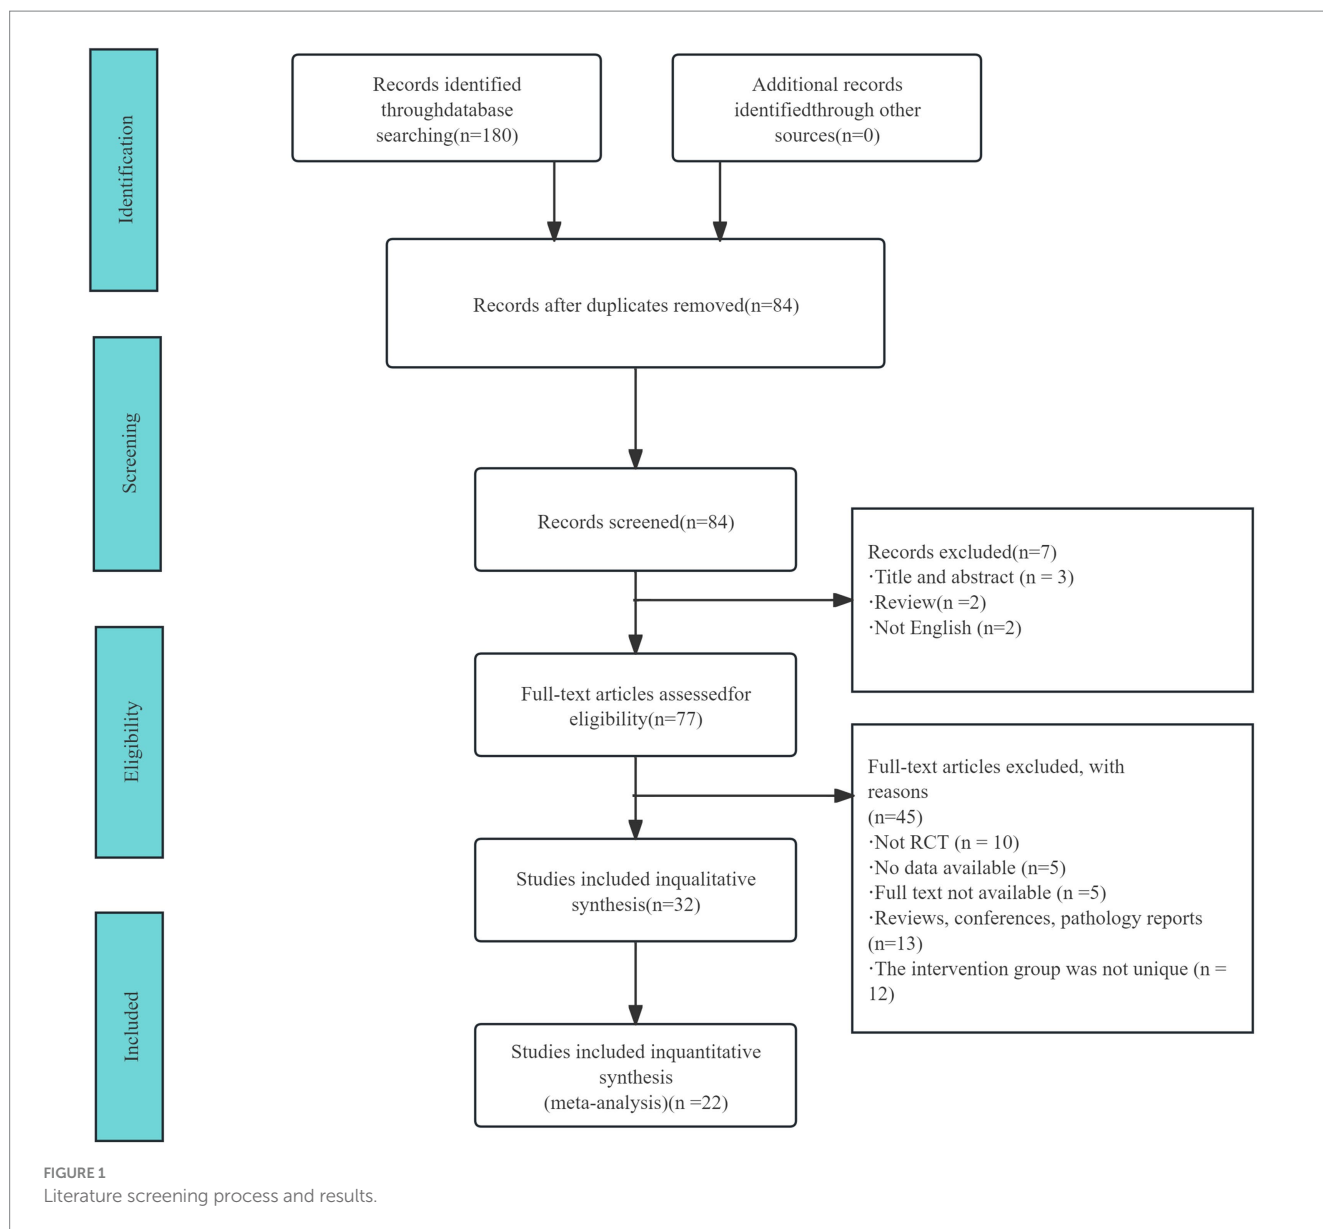 Identification
Records identified
throughdatabase
searching(n=180)
Additional records
identifiedthrough other
sources(n=0)
Records after duplicates removed(n=84)
Screening
Records screened(n=84)
Records excluded(n=7)
·Title and abstract (n = 3)
·Review(n =2)
·Not English (n=2)
Eligibility
Full-text articles assessedfor
eligibility(n=77)
Full-text articles excluded, with
reasons
(n=45)
·Not RCT (n = 10)
·No data available (n=5)
·Full text not available (n =5)
·Reviews, conferences, pathology reports
(n=13)
·The intervention group was not unique (n =
12)
Studies included inqualitative
synthesis(n=32)
Included
Studies included inquantitative
synthesis
(meta-analysis)(n =22)
FIGURE 1
Literature screening process and results.